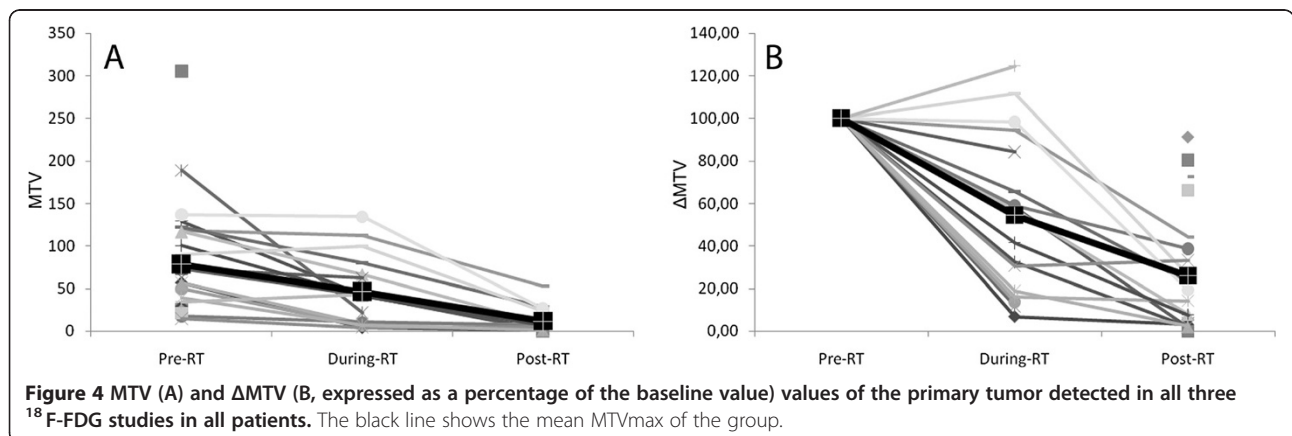 A
MTV
350
300
250
200
150
100
50
0
Pre-RT
During-RT
Post-RT
B
ΔMTV
140,00
120,00
100,00
80,00
60,00
40,00
20,00
0,00
Pre-RT
During-RT
Post-RT
Figure 4 MTV (A) and ΔMTV (B, expressed as a percentage of the baseline value) values of the primary tumor detected in all three
18 F-FDG studies in all patients. The black line shows the mean MTVmax of the group.